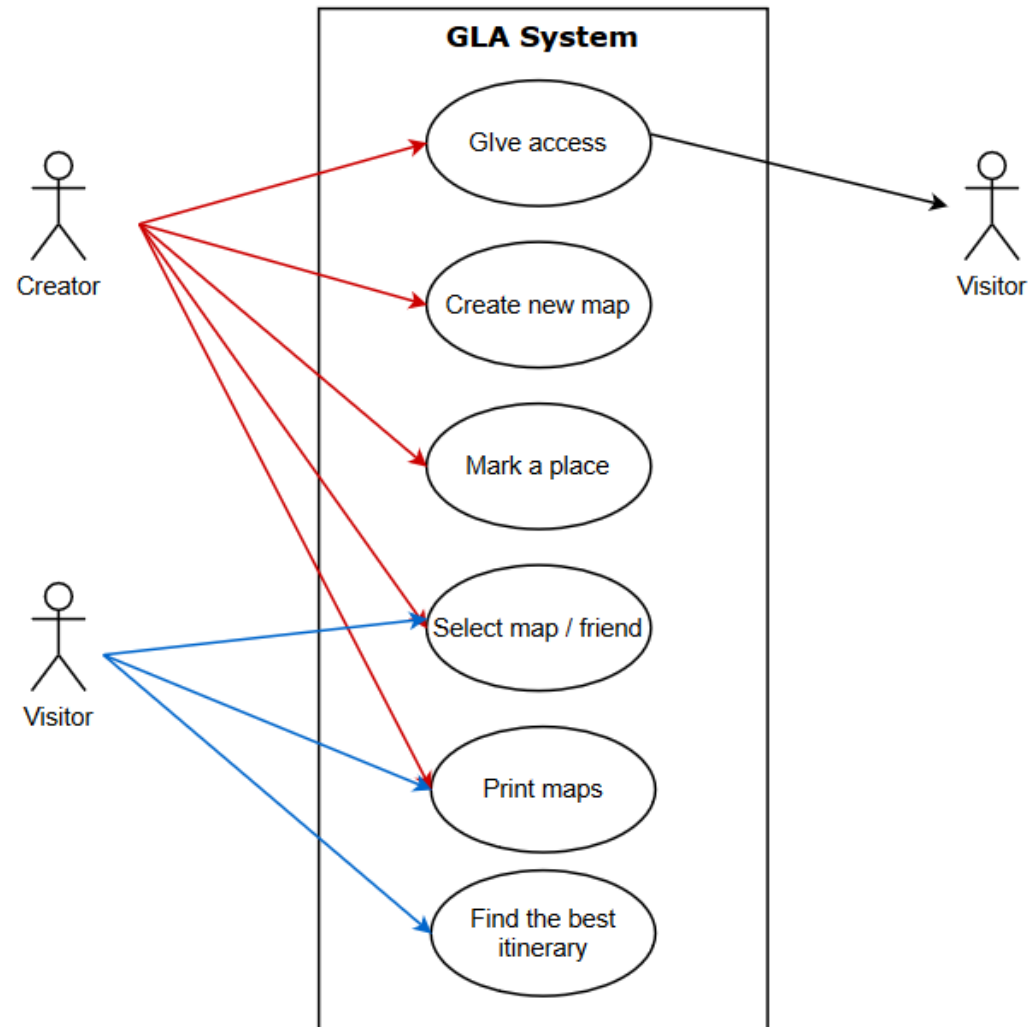 GLA System
GIve access
Creator
Visitor
Create new map
Mark a place
Select map / friend
Visitor
Print maps
Find the best
itinerary